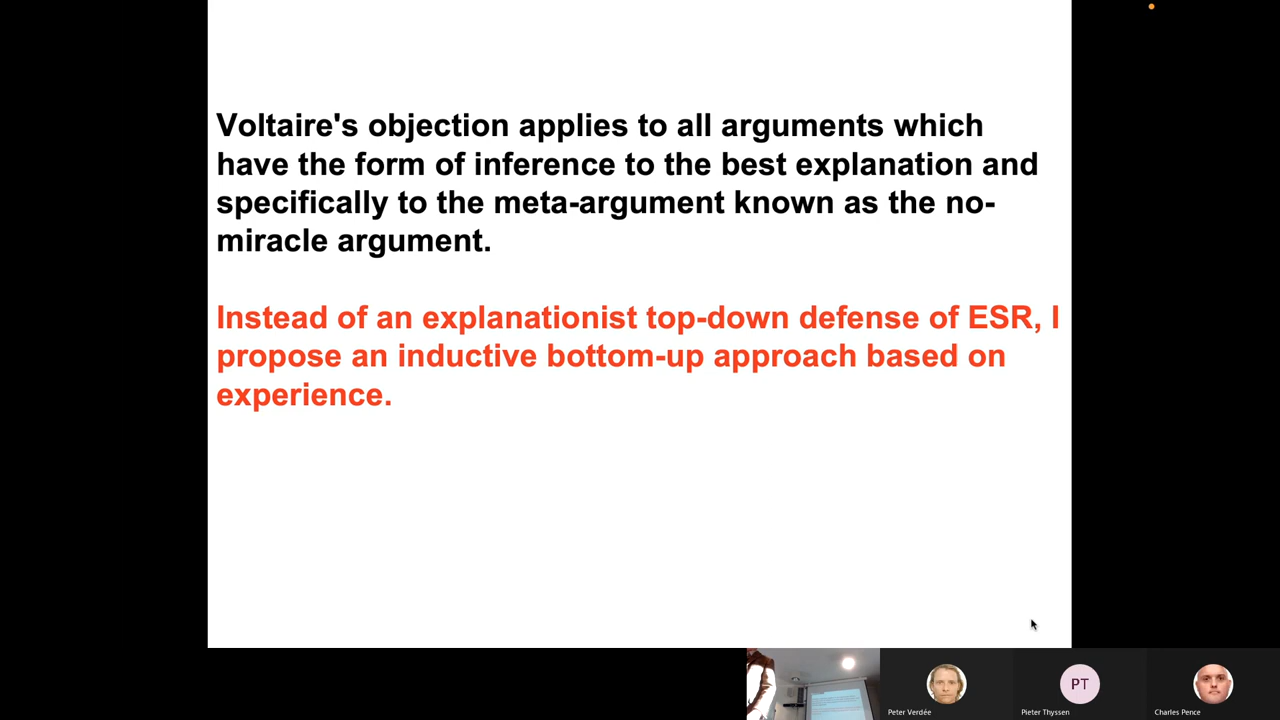 Voltaire's objection applies to all arguments which
have the form of inference to the best explanation and
specifically to the meta-argument known as the no-
miracle argument.
Instead of an explanationist top-down defense of ESR, I
propose an inductive bottom-up approach based on
experience.
PT
Peter Verdée
Pieter Thyssen
Charles Pence